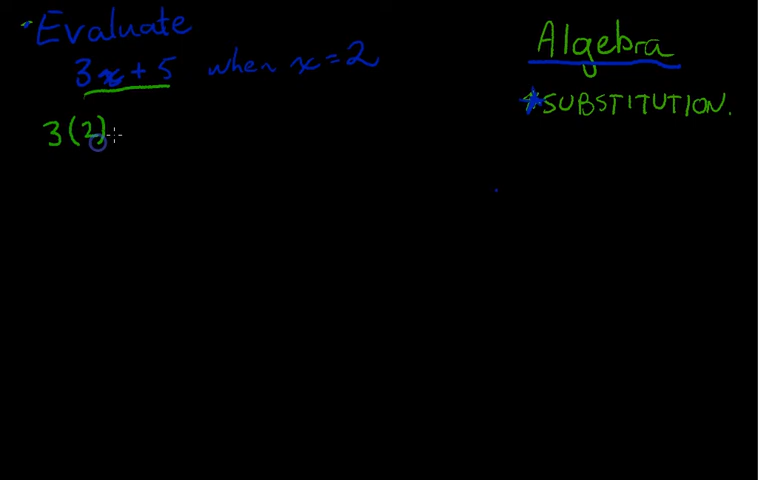 Evaluate
3x + 5 when x = 2
3(2)
Algebra
*SUBSTITUTION.